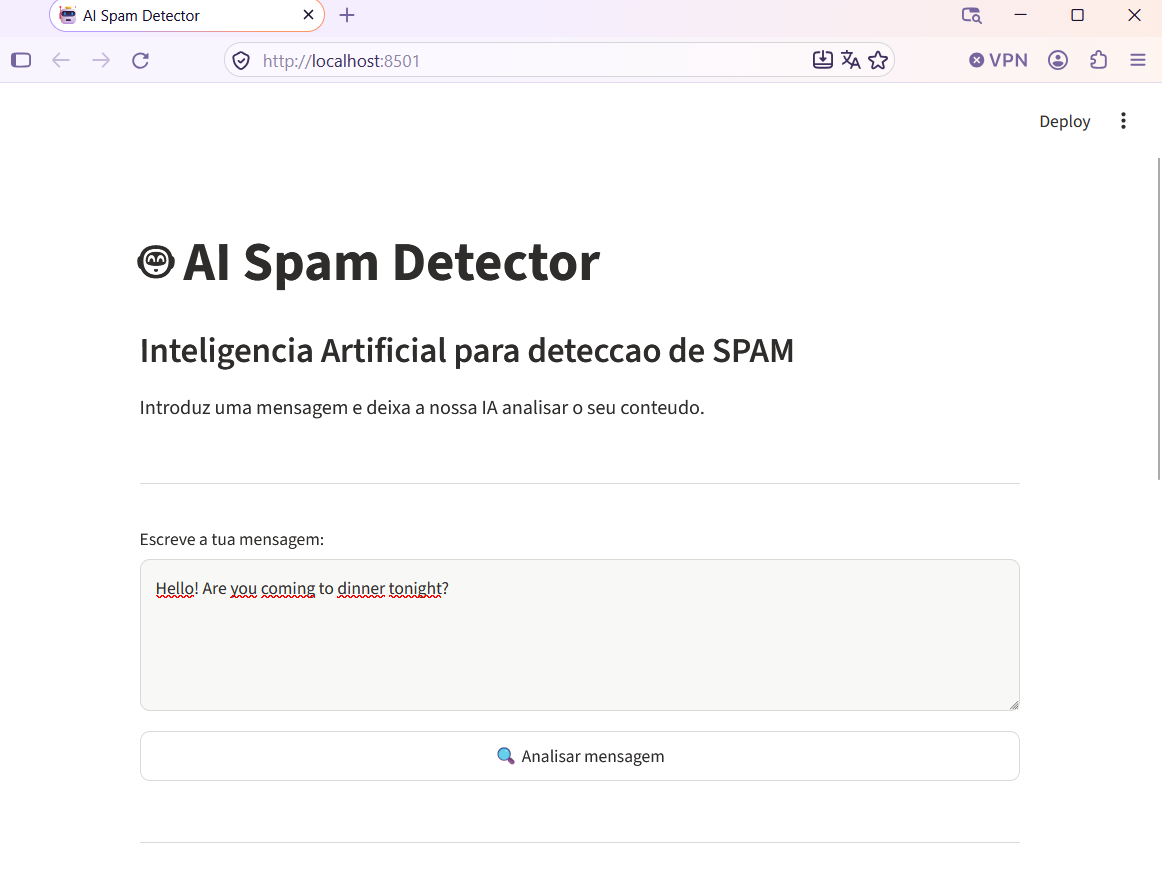 AI Spam Detector
http://localhost:8501
VPN
Deploy
AI Spam Detector
Inteligencia Artificial para deteccao de SPAM
Introduz uma mensagem e deixa a nossa IA analisar o seu conteudo.
Escreve a tua mensagem:
Hello! Are you coming to dinner tonight?
Analisar mensagem